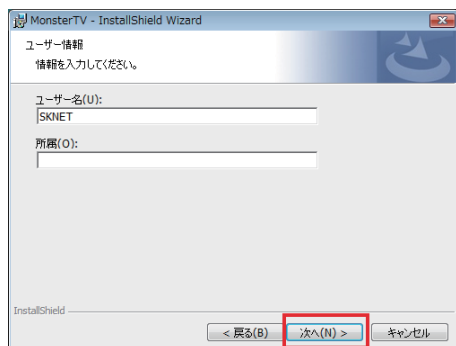 MonsterTV - InstallShield Wizard
ユーザー情報
情報を入力してください。
ユーザー名(U):
SKNET
所属(O):
InstallShield
< 戻る(B)
次へ(N) >
キャンセル